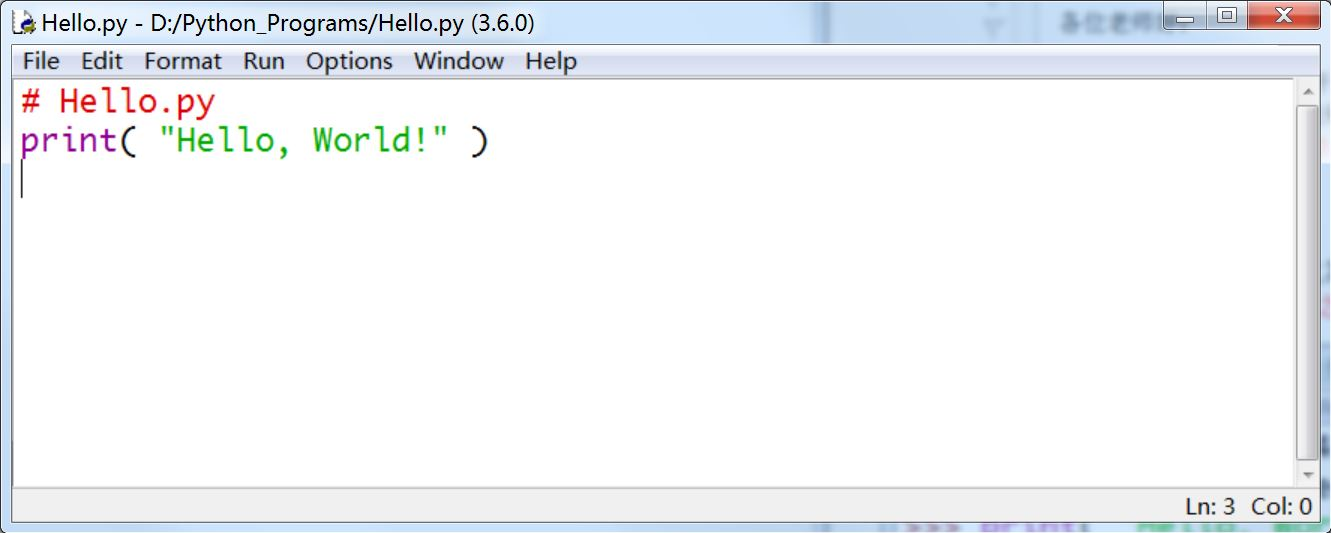 Hello.py - D:/Python_Programs/Hello.py (3.6.0)
File Edit Format Run Options Window Help
# Hello.py
print( "Hello, World!" )
Ln: 3 Col: 0